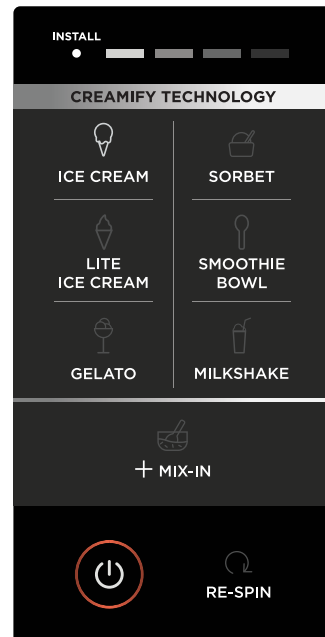 INSTALL
CREAMIFY TECHNOLOGY
ICE CREAM
SORBET
LITE
ICE CREAM
SMOOTHIE
BOWL
GELATO
MILKSHAKE
+ MIX-IN
RE-SPIN